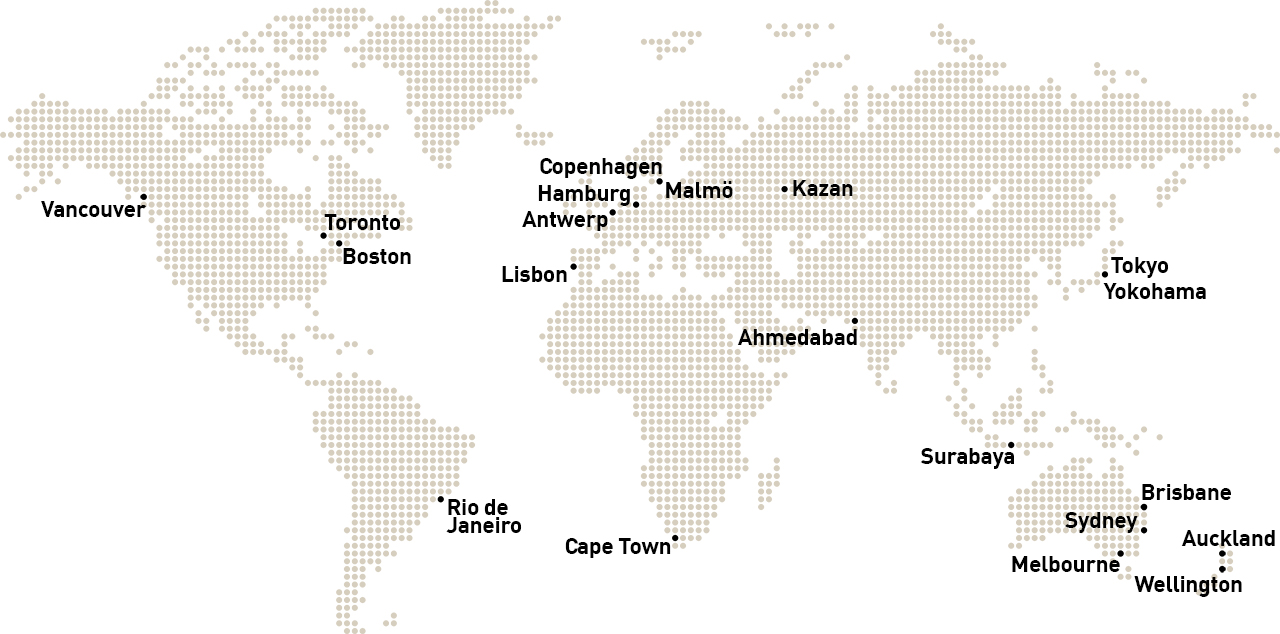 Copenhagen
Hamburg
Malmö
Kazan
Vancouver
Antwerp
Toronto
Boston
Lisbon
Tokyo
Yokohama
Ahmedabad
Surabaya
Brisbane
Rio de
Janeiro
Sydney
Cape Town
Auckland
Melbourne
Wellington